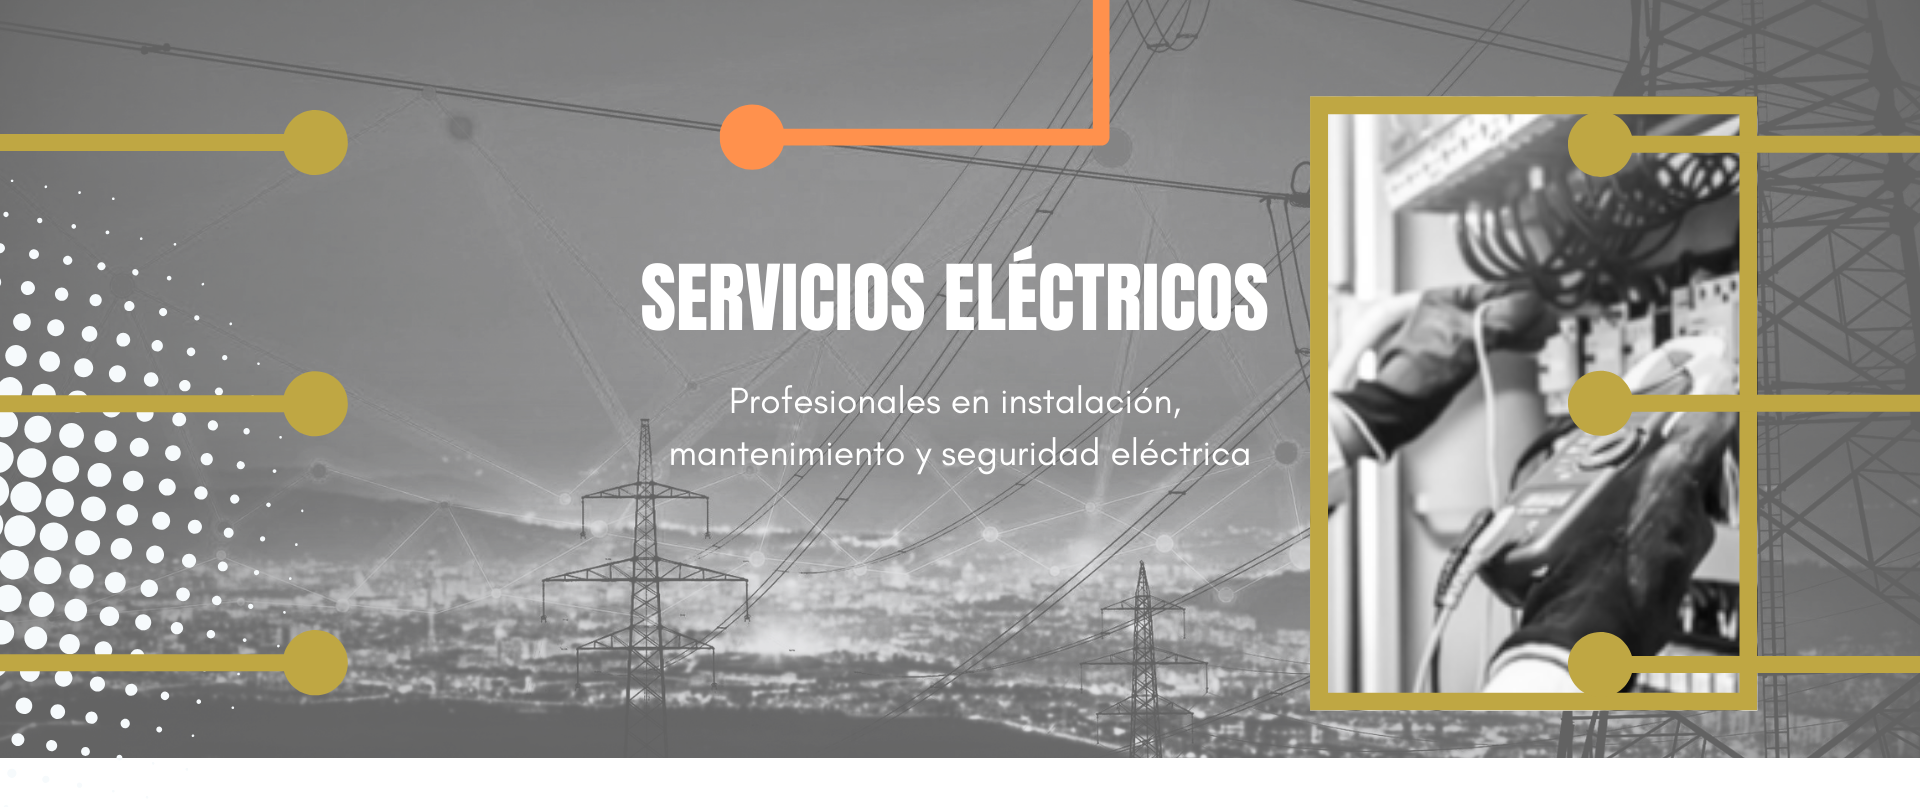 SERVICIOS ELÉCTRICOS
Profesionales en instalación,
mantenimiento y seguridad eléctrica